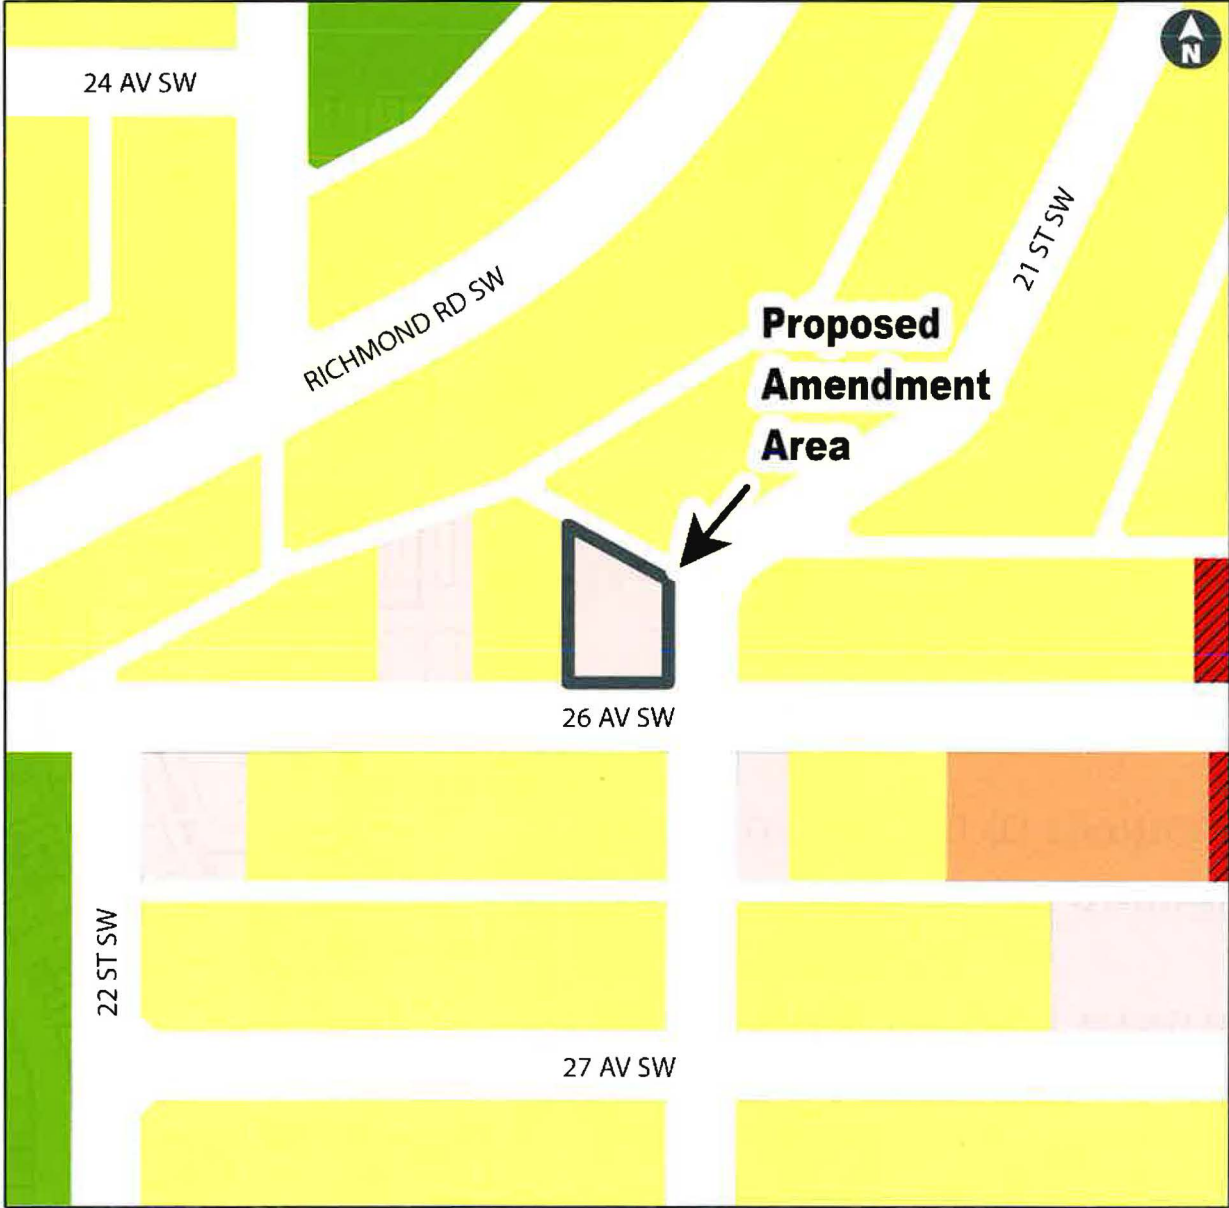 N
24 AV SW
21 ST SW
RICHMOND RD SW
Proposed
Amendment
Area
26 AV SW
22 ST SW
27 AV SW